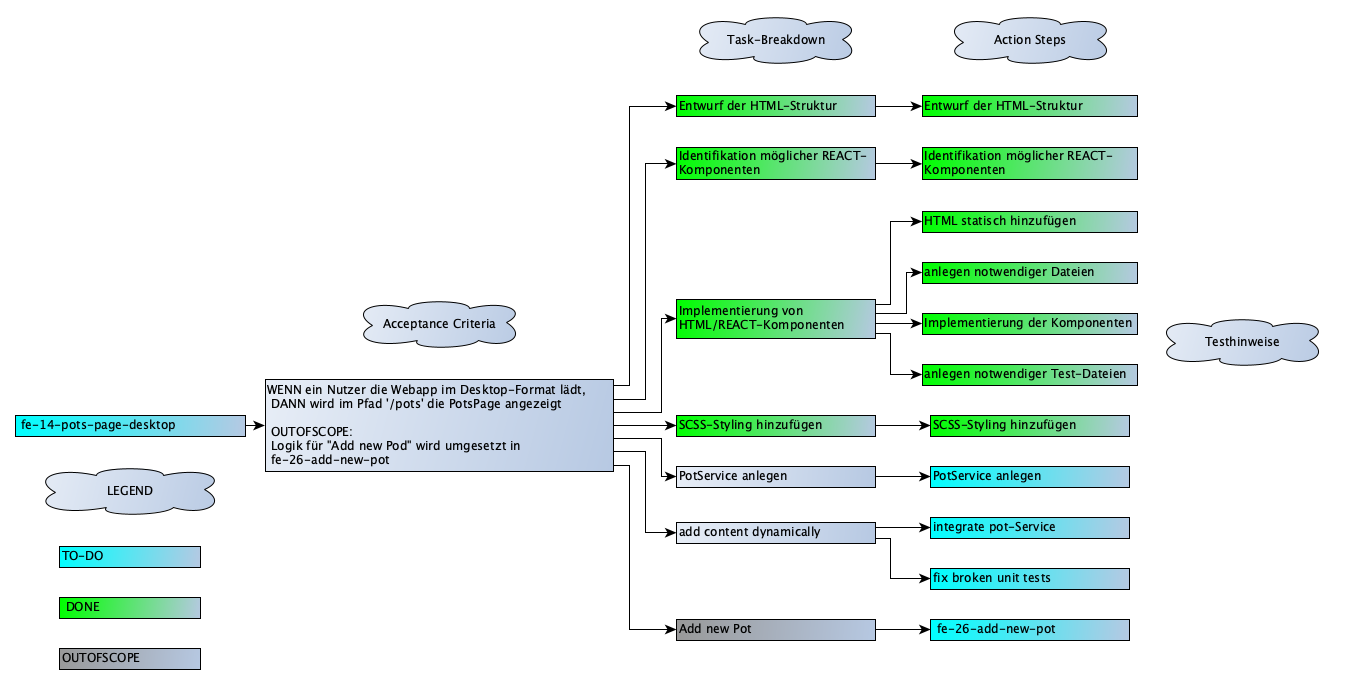 Task-Breakdown
Action Steps
Entwurf der HTML-Struktur
Entwurf der HTML-Struktur
Identifikation möglicher REACT-
Komponenten
Identifikation möglicher REACT-
Komponenten
HTML statisch hinzufügen
anlegen notwendiger Dateien
Implementierung von
HTML/REACT-Komponenten
Implementierung der Komponenten
anlegen notwendiger Test-Dateien
Acceptance Criteria
Testhinweise
WENN ein Nutzer die Webapp im Desktop-Format lädt,
DANN wird im Pfad '/pots' die PotsPage angezeigt
OUTOFSCOPE:
Logik für "Add new Pod" wird umgesetzt in
fe-26-add-new-pot
fe-14-pots-page-desktop
SCSS-Styling hinzufügen
SCSS-Styling hinzufügen
PotService anlegen
PotService anlegen
add content dynamically
integrate pot-Service
fix broken unit tests
Add new Pot
fe-26-add-new-pot
LEGEND
TO-DO
DONE
OUTOFSCOPE